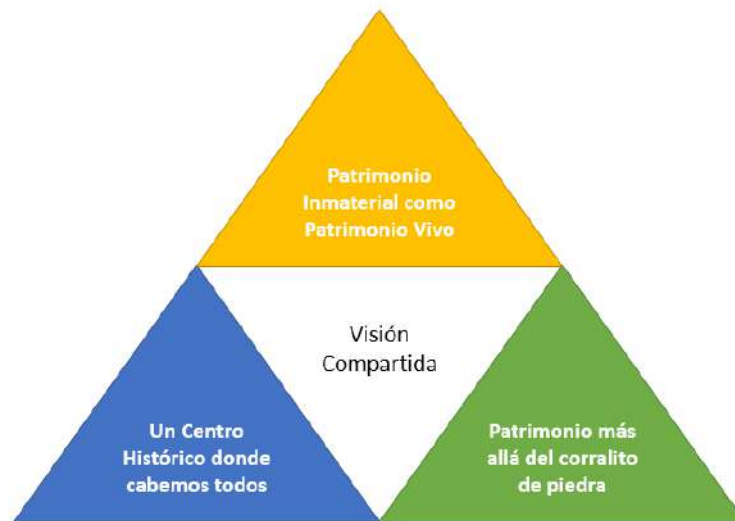 Patrimonio
Inmaterial como
Patrimonio Vivo
Visión
Compartida
Un Centro
Histórico donde
cabemos todos
Patrimonio más
allá del corralito
de piedra